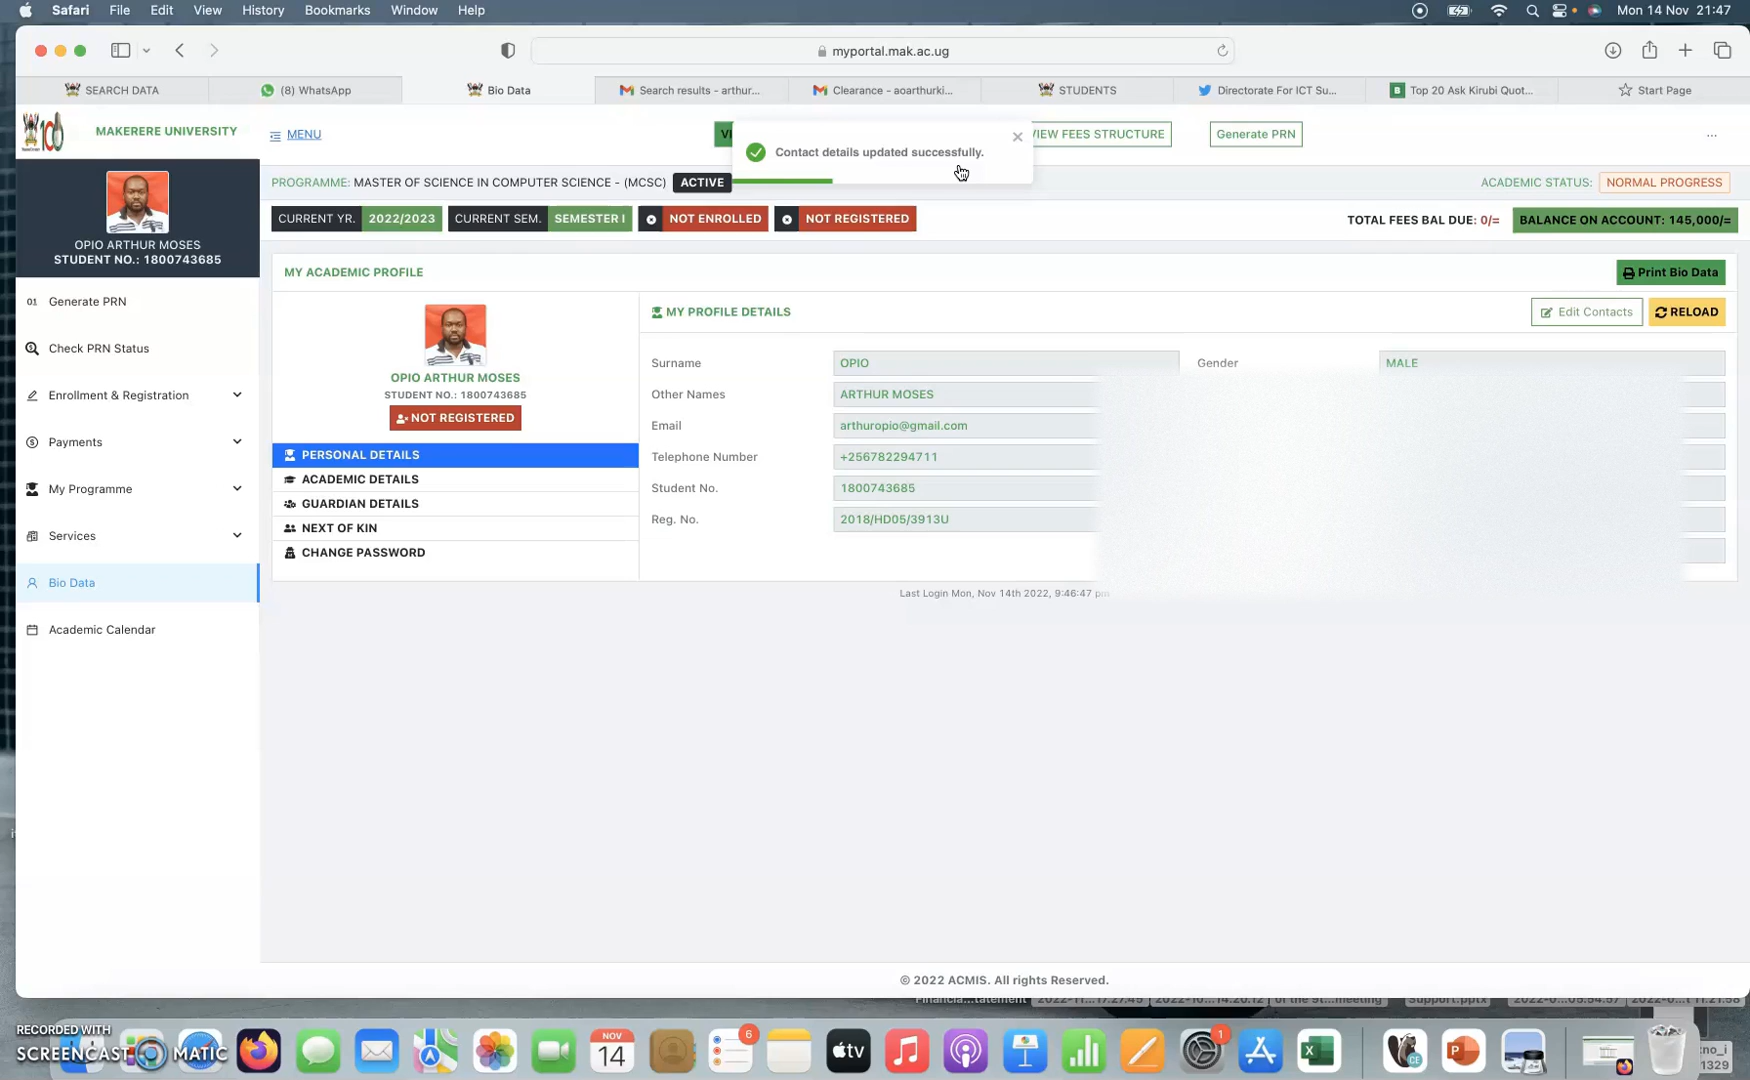 Safari File Edit View History Bookmarks Window Help Mon 14 Nov 21:47
myportal.mak.ac.ug
SEARCH DATA (8) WhatsApp Bio Data Search results - arthur... Clearance - aoarthurki... STUDENTS Directorate For ICT Su... Top 20 Ask Kirubi Quot... Start Page
MAKERERE UNIVERSITY MENU VIEW FEES STRUCTURE Generate PRN ...
Contact details updated successfully.
PROGRAMME: MASTER OF SCIENCE IN COMPUTER SCIENCE - (MCSC) ACTIVE ACADEMIC STATUS: NORMAL PROGRESS
CURRENT YR. 2022/2023 CURRENT SEM. SEMESTER I NOT ENROLLED NOT REGISTERED TOTAL FEES BAL DUE: 0/= BALANCE ON ACCOUNT: 145,000/=
OPIO ARTHUR MOSES
STUDENT NO.: 1800743685
01 Generate PRN
Check PRN Status
Enrollment & Registration
Payments
My Programme
Services
Bio Data
Academic Calendar
MY ACADEMIC PROFILE Print Bio Data
OPIO ARTHUR MOSES
STUDENT NO.: 1800743685
NOT REGISTERED
PERSONAL DETAILS
ACADEMIC DETAILS
GUARDIAN DETAILS
NEXT OF KIN
CHANGE PASSWORD
MY PROFILE DETAILS Edit Contacts RELOAD
Surname OPIO Gender MALE
Other Names ARTHUR MOSES
Email arthuropio@gmail.com
Telephone Number +256782294711
Student No. 1800743685
Reg. No. 2018/HD05/3913U
Last Login Mon, Nov 14th 2022, 9:46:47 pm
© 2022 ACMIS. All rights Reserved.
RECORDED WITH
SCREENCAST MATIC
NOV
14
6
tv
1